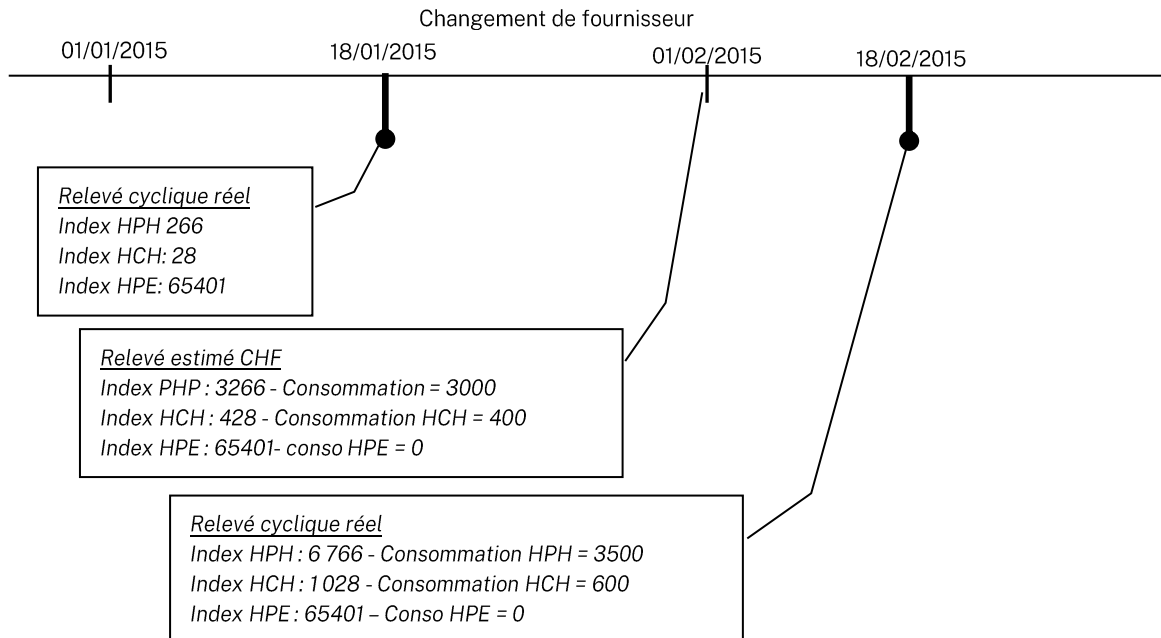 Changement de fournisseur
01/01/2015
18/01/2015
01/02/2015
18/02/2015
Relevé cyclique réel
Index HPH 266
Index HCH: 28
Index HPE: 65401
Relevé estimé CHF
Index PHP : 3266 - Consommation = 3000
Index HCH : 428 - Consommation HCH = 400
Index HPE : 65401- conso HPE = 0
Relevé cyclique réel
Index HPH : 6 766 - Consommation HPH = 3500
Index HCH : 1 028 - Consommation HCH = 600
Index HPE : 65401 – Conso HPE = 0